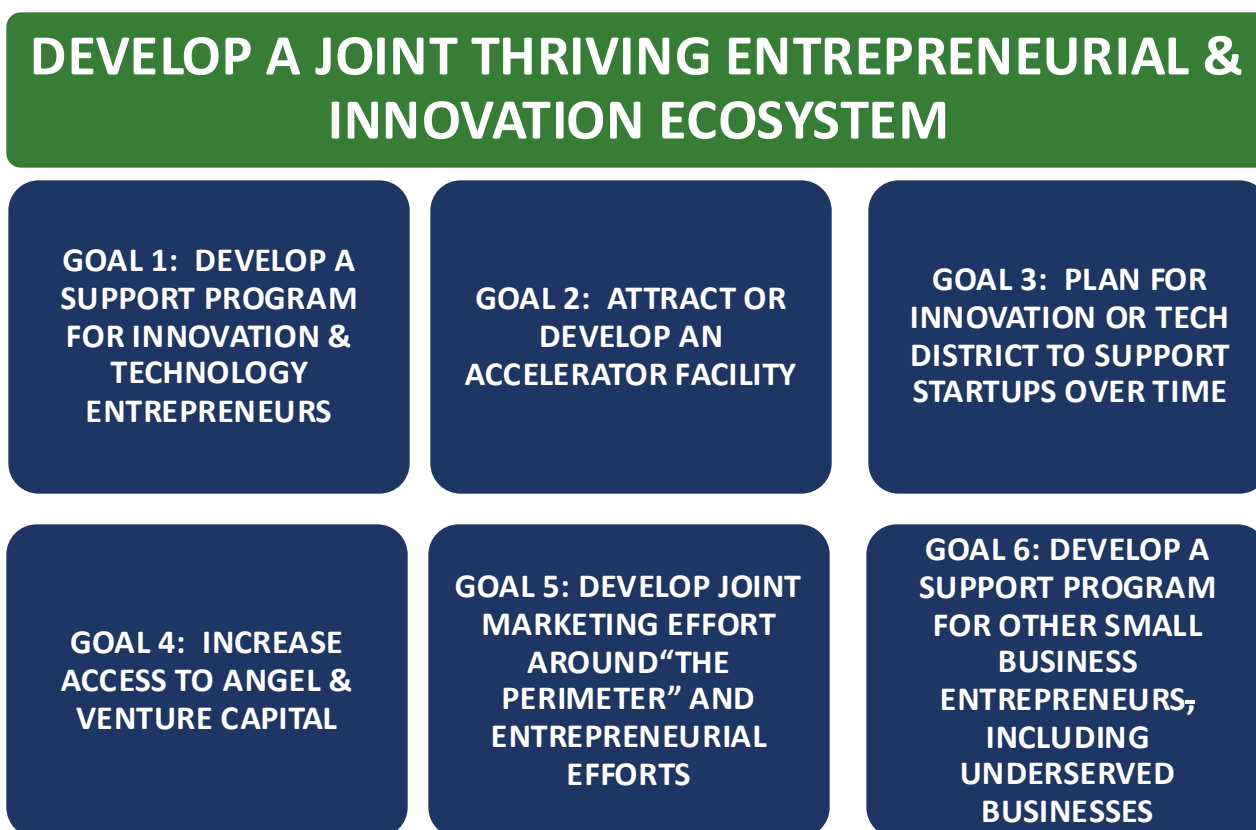 DEVELOP A JOINT THRIVING ENTREPRENEURIAL &
INNOVATION ECOSYSTEM
GOAL 1:  DEVELOP A
SUPPORT PROGRAM
FOR INNOVATION &
TECHNOLOGY
ENTREPRENEURS
GOAL 2:  ATTRACT OR
DEVELOP AN
ACCELERATOR FACILITY
GOAL 3:  PLAN FOR
INNOVATION OR TECH
DISTRICT TO SUPPORT
STARTUPS OVER TIME
GOAL 4:  INCREASE
ACCESS TO ANGEL &
VENTURE CAPITAL
GOAL 5: DEVELOP JOINT
MARKETING EFFORT
AROUND“THE
PERIMETER” AND
ENTREPRENEURIAL
EFFORTS
GOAL 6: DEVELOP A
SUPPORT PROGRAM
FOR OTHER SMALL
BUSINESS
ENTREPRENEURS,
INCLUDING
UNDERSERVED
BUSINESSES